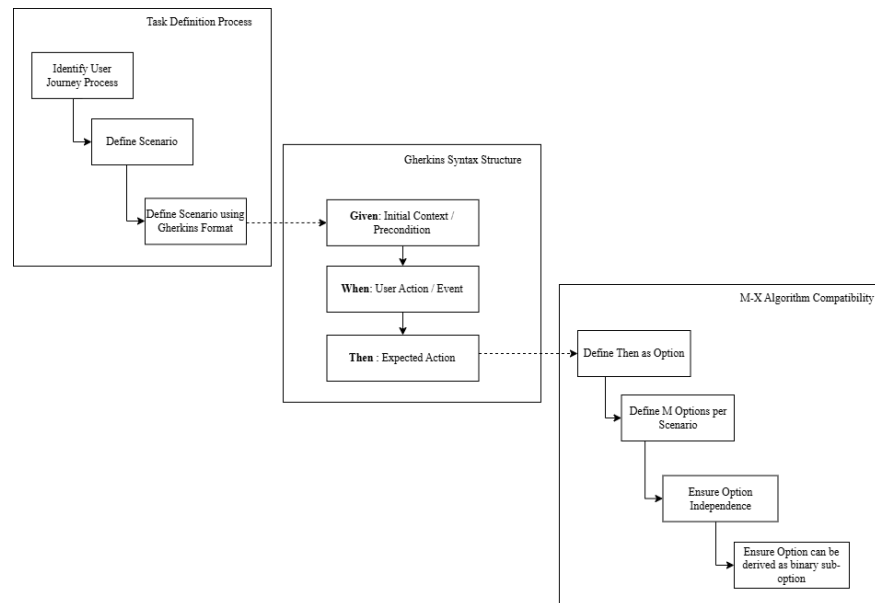 Task Definition Process
Identify User
Journey Process
Define Scenario
Define Scenario using
Gherkins Format
Gherkins Syntax Structure
Given: Initial Context /
Precondition
When: User Action / Event
Then : Expected Action
M-X Algorithm Compatibility
Define Then as Option
Define M Options per
Scenario
Ensure Option
Independence
Ensure Option can be
derived as binary sub-
option